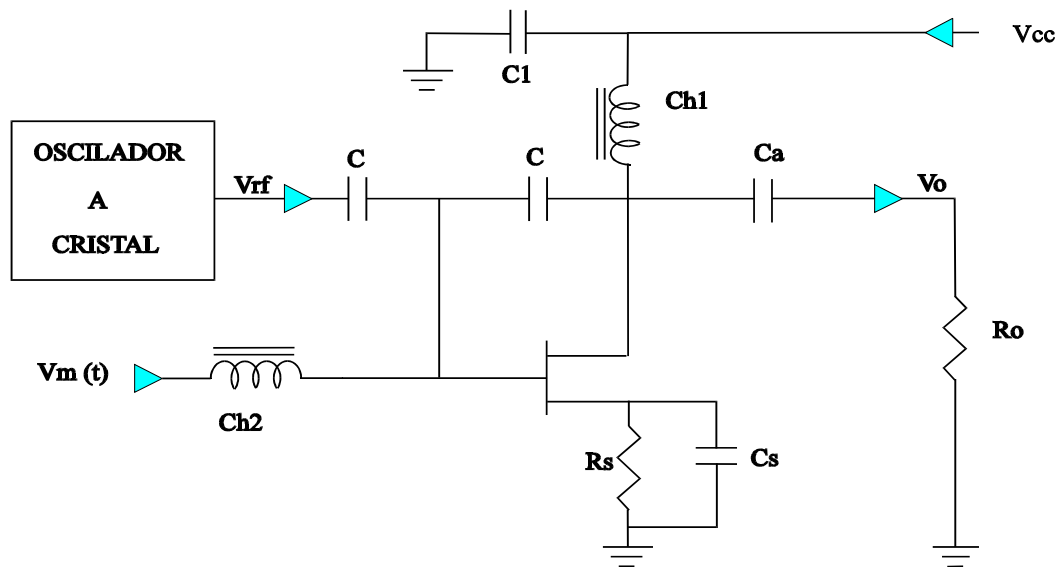 Vcc
C1
Ch1
OSCILADOR
A
CRISTAL
Vrf
C
C
Ca
Vo
Ro
Vm (t)
Ch2
Rs
Cs